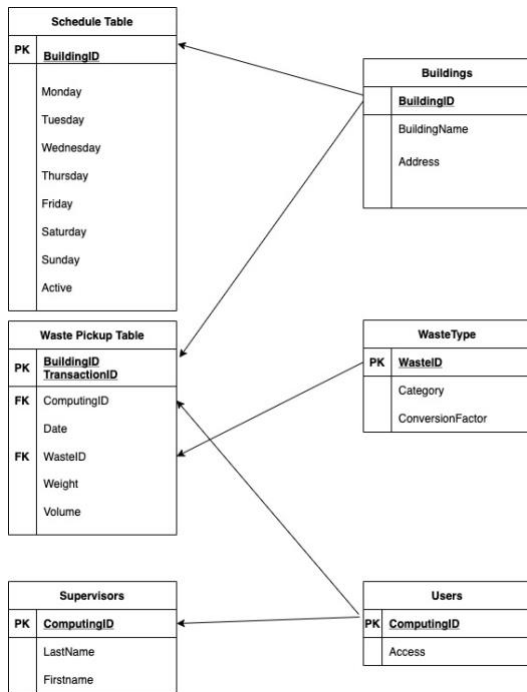 Schedule Table
PK BuildingID
Monday
Tuesday
Wednesday
Thursday
Friday
Saturday
Sunday
Active
Buildings
BuildingID
BuildingName
Address
Waste Pickup Table
PK BuildingID
TransactionID
FK ComputingID
Date
FK WasteID
Weight
Volume
WasteType
PK WasteID
Category
ConversionFactor
Supervisors
PK ComputingID
LastName
Firstname
Users
PK ComputingID
Access